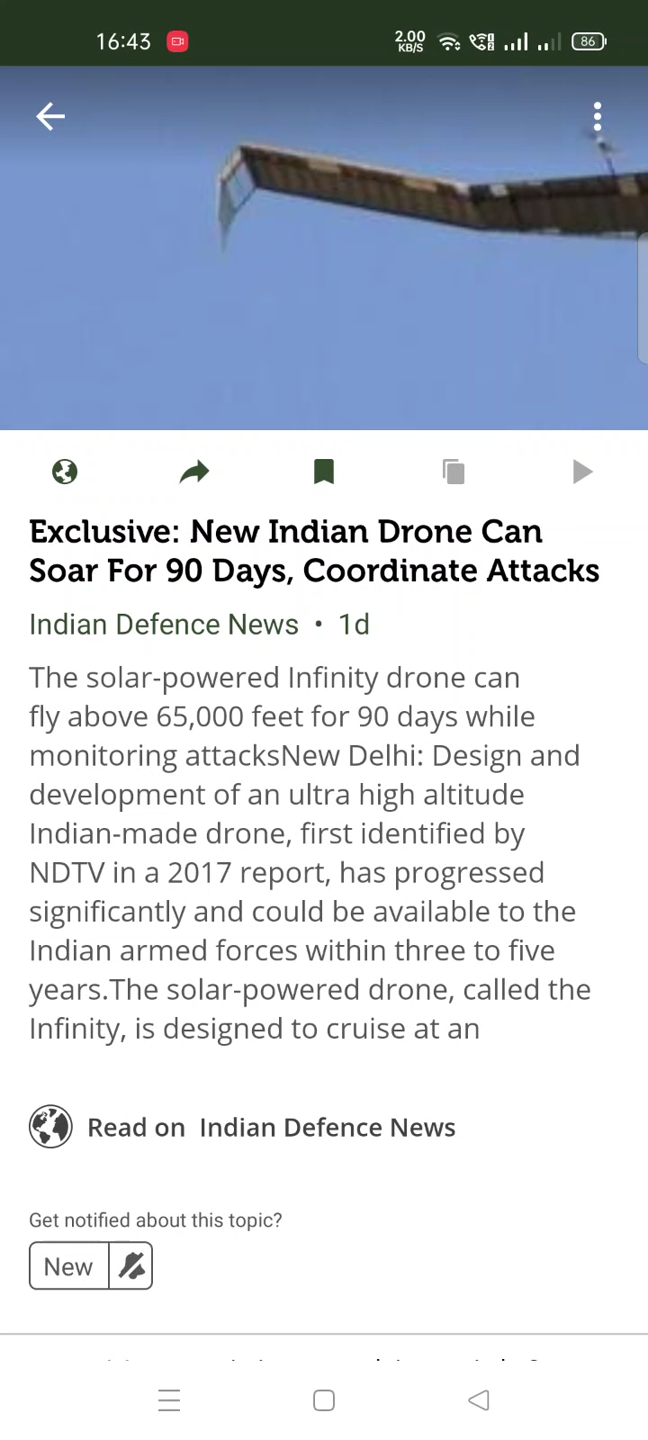 16:43
2.00 KB/S
86
Exclusive: New Indian Drone Can
Soar For 90 Days, Coordinate Attacks
Indian Defence News • 1d
The solar-powered Infinity drone can
fly above 65,000 feet for 90 days while
monitoring attacksNew Delhi: Design and
development of an ultra high altitude
Indian-made drone, first identified by
NDTV in a 2017 report, has progressed
significantly and could be available to the
Indian armed forces within three to five
years.The solar-powered drone, called the
Infinity, is designed to cruise at an
Read on Indian Defence News
Get notified about this topic?
New